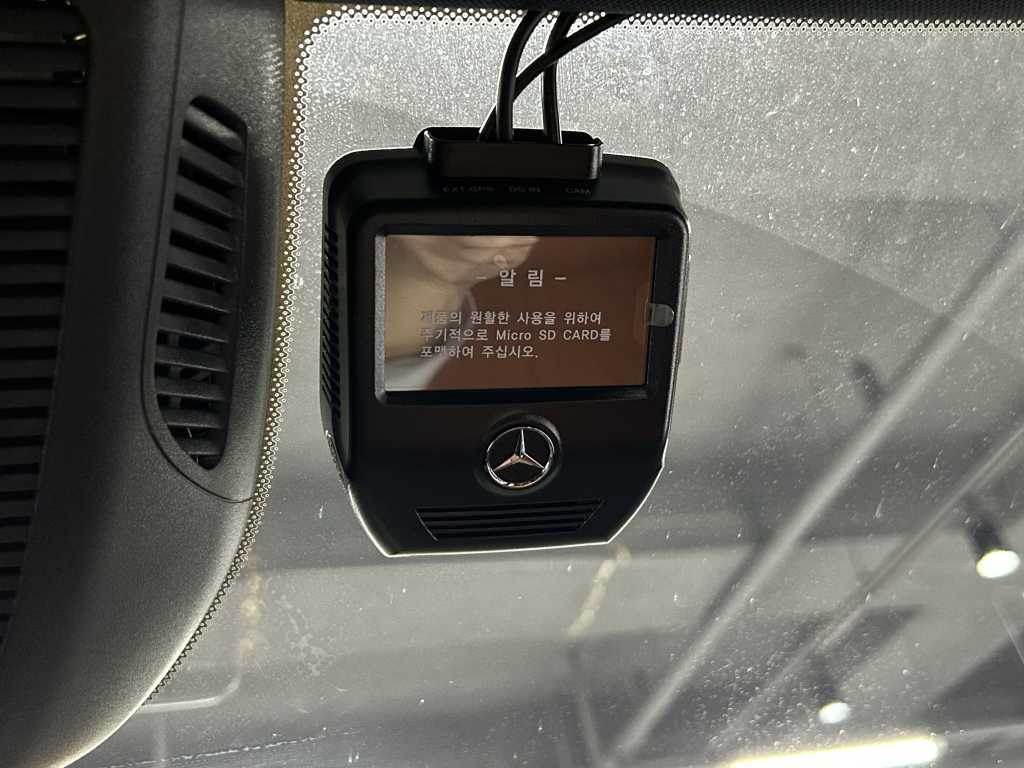 EXT.GPS DC IN CAM
- 알 림 -
제품의 원활한 사용을 위하여
주기적으로 Micro SD CARD를
포맷하여 주십시오.